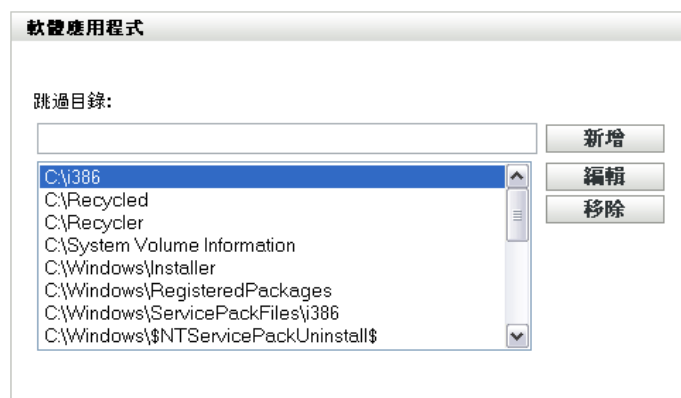 軟體應用程式
跳過目錄:
新增
C:\i386
C:\Recycled
C:\Recycler
C:\System Volume Information
C:\Windows\Installer
C:\Windows\RegisteredPackages
C:\Windows\ServicePackFiles\i386
C:\Windows\$NTServicePackUninstall$
編輯
移除